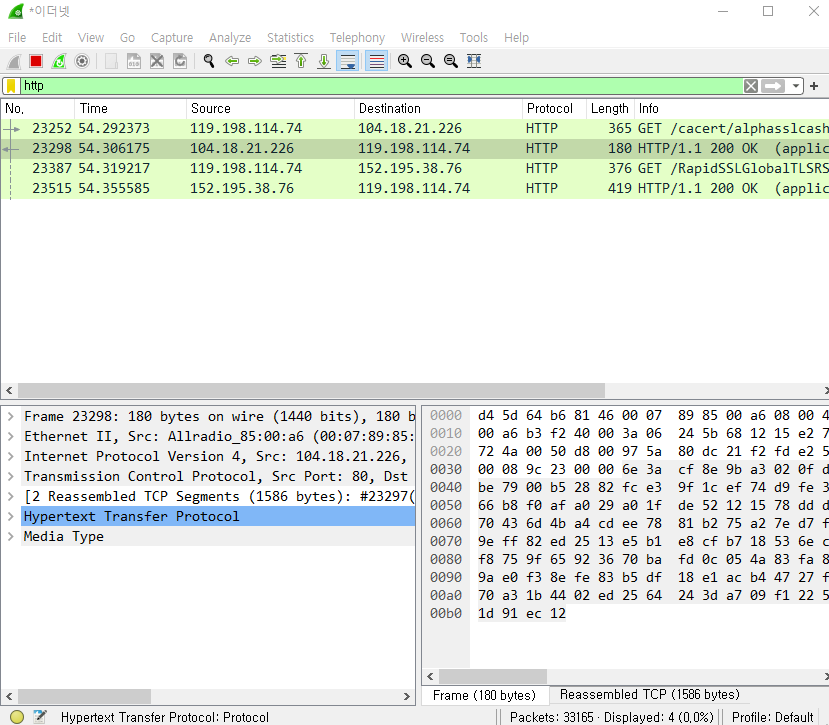 *이더넷
File Edit View Go Capture Analyze Statistics Telephony Wireless Tools Help
http
No. Time Source Destination Protocol Length Info
23252 54.292373 119.198.114.74 104.18.21.226 HTTP 365 GET /cacert/alphasslcash
23298 54.306175 104.18.21.226 119.198.114.74 HTTP 180 HTTP/1.1 200 OK (applic
23387 54.319217 119.198.114.74 152.195.38.76 HTTP 376 GET /RapidSSLGlobalTLSRS
23515 54.355585 152.195.38.76 119.198.114.74 HTTP 419 HTTP/1.1 200 OK (applic
Frame 23298: 180 bytes on wire (1440 bits), 180 b
Ethernet II, Src: Allradio_85:00:a6 (00:07:89:85:
Internet Protocol Version 4, Src: 104.18.21.226,
Transmission Control Protocol, Src Port: 80, Dst
[2 Reassembled TCP Segments (1586 bytes): #23297(
Hypertext Transfer Protocol
Media Type
0000 d4 5d 64 b6 81 46 00 07 89 85 00 a6 08 00 4
0010 00 a6 b3 f2 40 00 3a 06 24 5b 68 12 15 e2 7
0020 72 4a 00 50 d8 00 97 5a 80 dc 21 f2 fd e2 5
0030 00 08 9c 23 00 00 6e 3a cf 8e 9b a3 02 0f d
0040 be 79 00 b5 28 82 fc e3 9f 1c ef 74 d9 fe 3
0050 66 b8 f0 af a0 29 a0 1f de 52 12 15 78 dd d
0060 70 43 6d 4b a4 cd ee 78 81 b2 75 a2 7e d7 f
0070 9e ff 82 ed 25 13 e5 b1 e8 cf b7 18 53 6e c
0080 f8 75 9f 65 92 36 70 ba fd 0c 05 4a 83 fa 8
0090 9a e0 f3 8e fe 83 b5 df 18 e1 ac b4 47 27 f
00a0 70 a3 1b 44 02 ed 25 64 24 3d a7 09 f1 22 5
00b0 1d 91 ec 12
Frame (180 bytes) Reassembled TCP (1586 bytes)
Hypertext Transfer Protocol: Protocol Packets: 33165 · Displayed: 4 (0,0%) Profile: Default